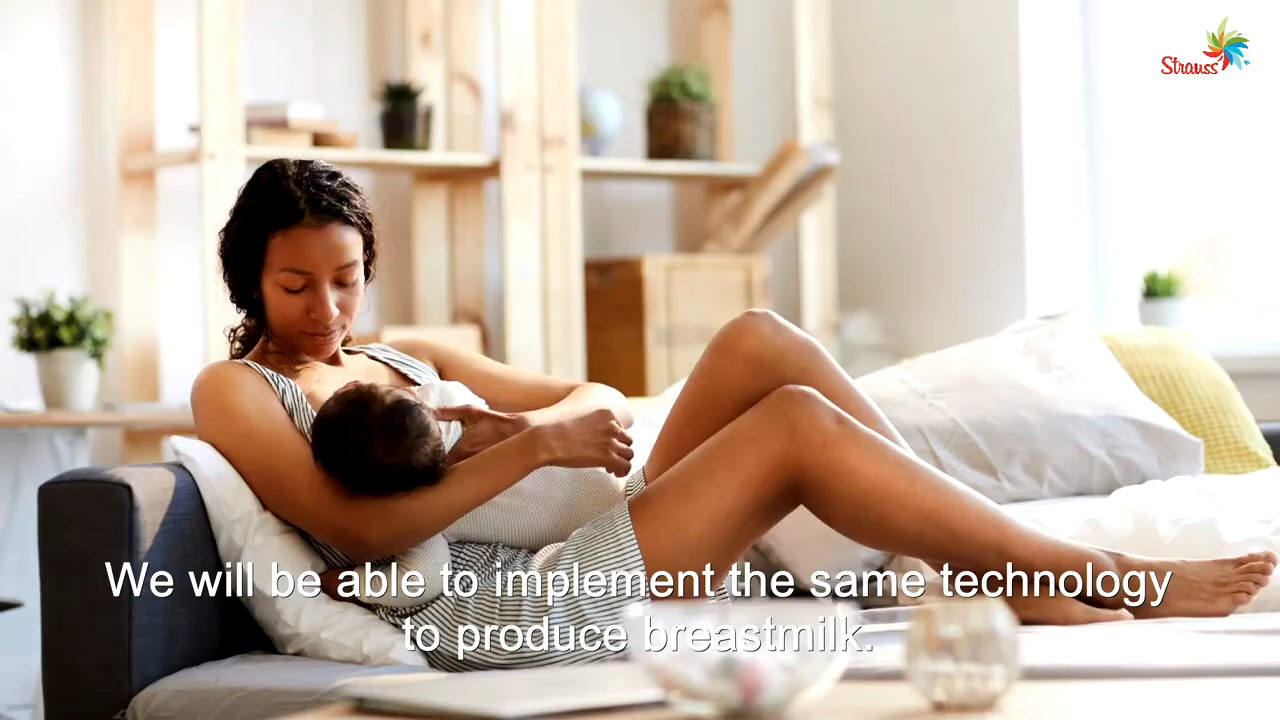 Strauss
We will be able to implement the same technology
to produce breastmilk.